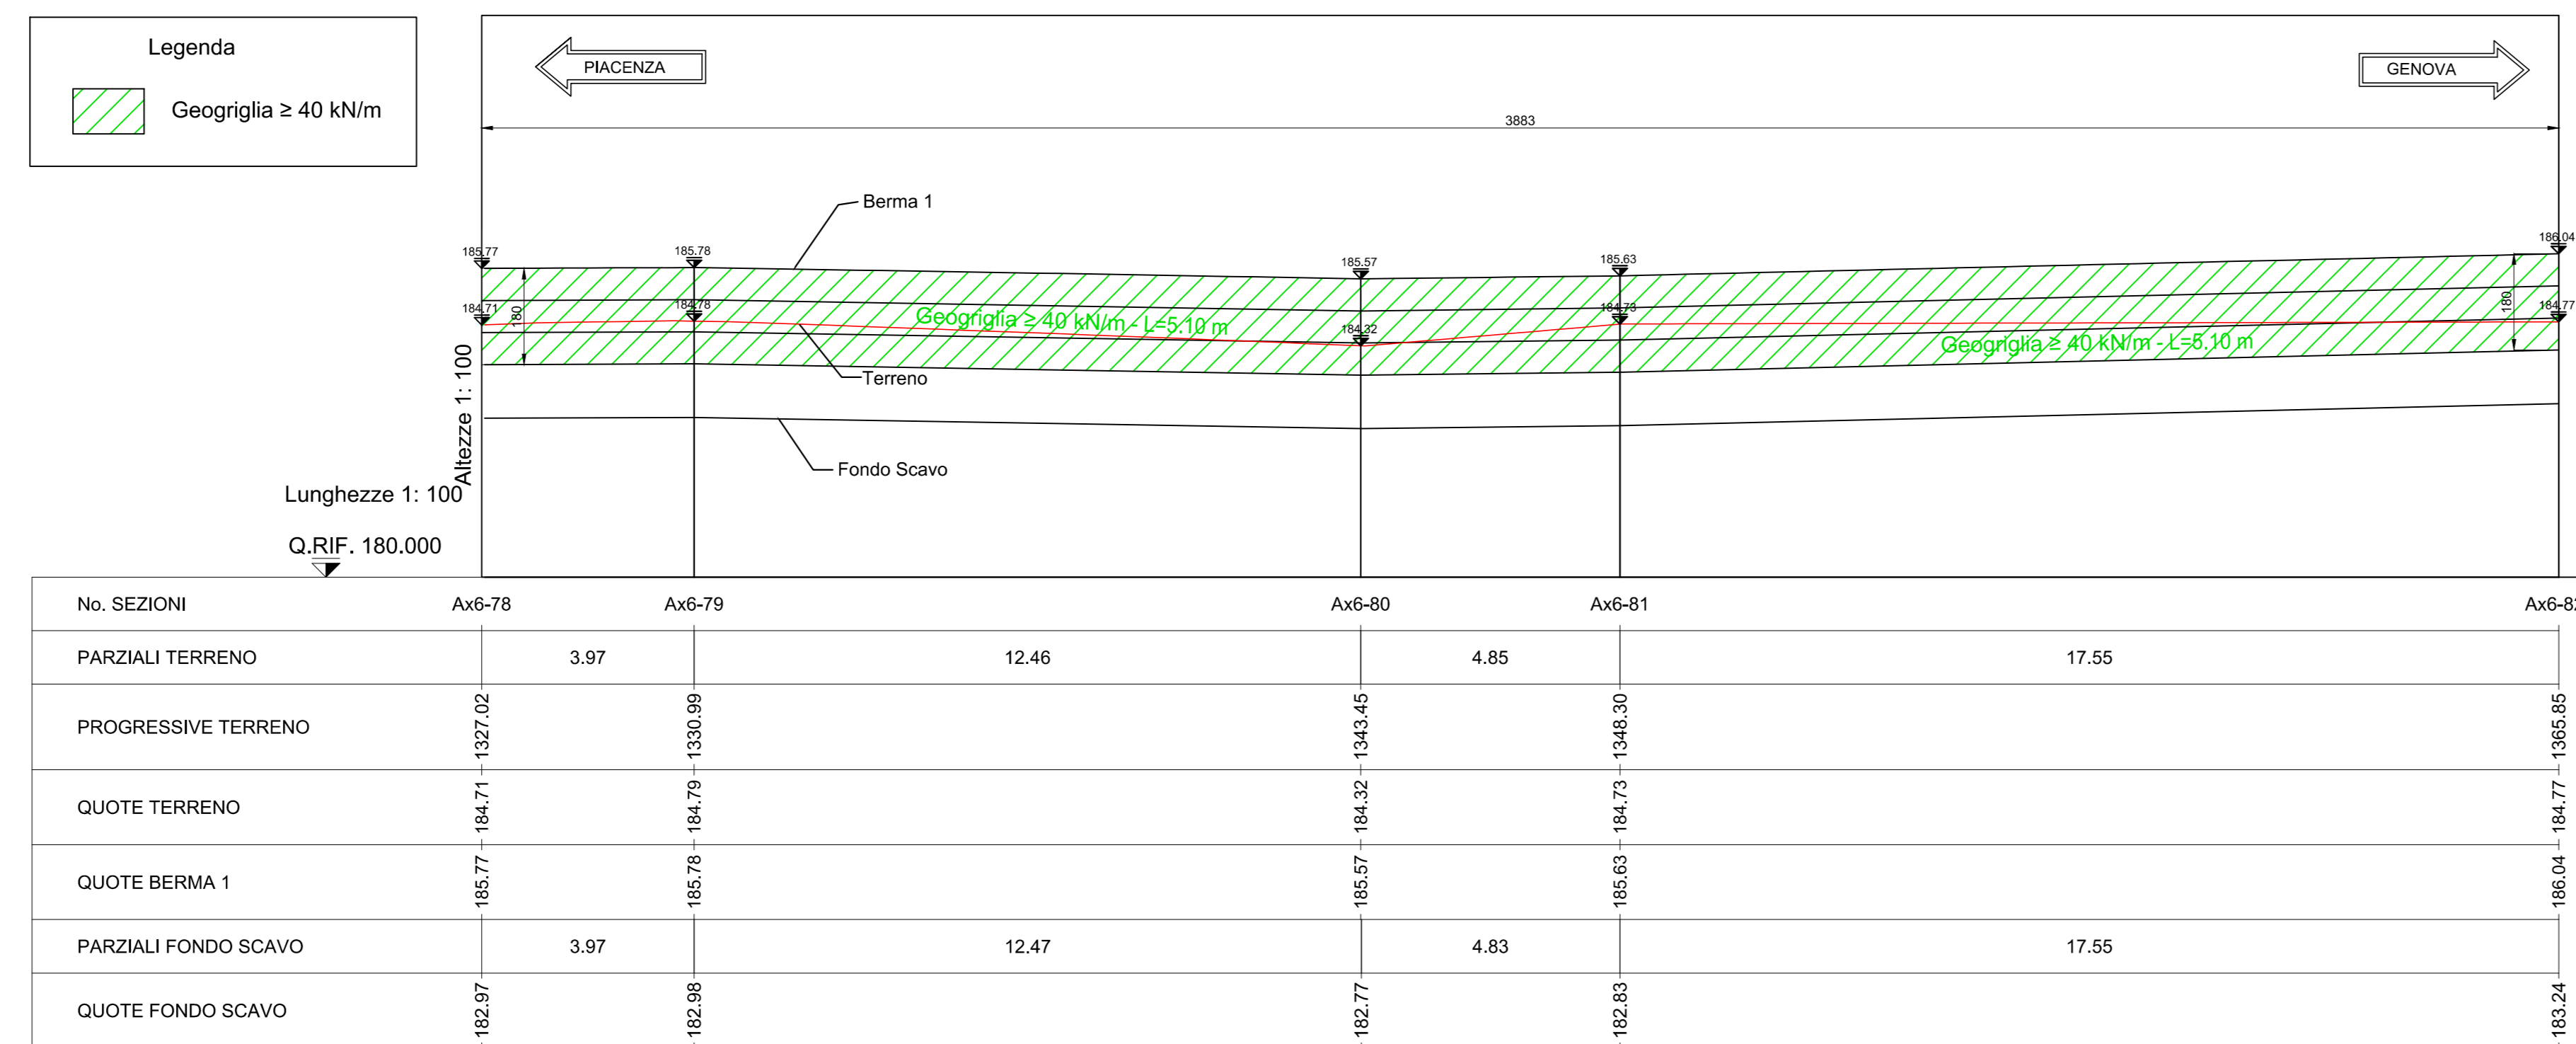 Legenda
Geogriglia ≥ 40 kN/m
PIACENZA
GENOVA
3883
Berma 1
185.77
185.78
185.57
185.63
186.04
184.71
184.78
184.32
184.73
184.77
180
180
Geogriglia ≥ 40 kN/m - L=5.10 m
Geogriglia ≥ 40 kN/m - L=5.10 m
Terreno
Fondo Scavo
Altezze 1: 100
Lunghezze 1: 100
Q.RIF. 180.000
No. SEZIONI Ax6-78 Ax6-79 Ax6-80 Ax6-81 Ax6-82
PARZIALI TERRENO 3.97 12.46 4.85 17.55
PROGRESSIVE TERRENO 1327.02 1330.99 1343.45 1348.30 1365.85
QUOTE TERRENO 184.71 184.79 184.32 184.73 184.77
QUOTE BERMA 1 185.77 185.78 185.57 185.63 186.04
PARZIALI FONDO SCAVO 3.97 12.47 4.83 17.55
QUOTE FONDO SCAVO 182.97 182.98 182.77 182.83 183.24